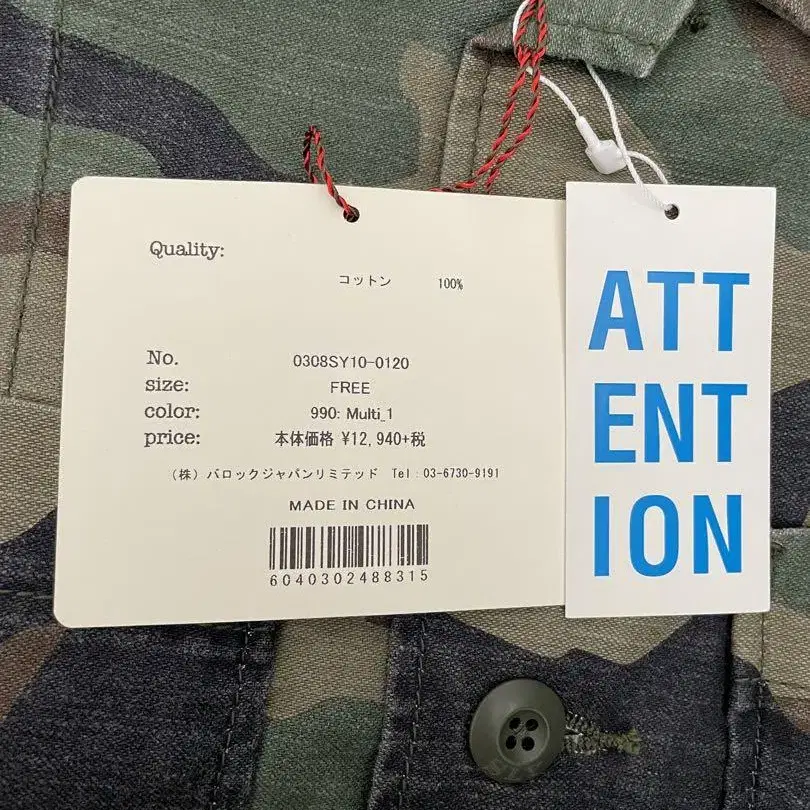 Quality:
コットン 100%
No. 0308SY10-0120
size: FREE
color: 990: Multi_1
price: 本体価格 ¥12,940+税
(株) バロックジャパンリミテッド Tel:03-6730-9191
MADE IN CHINA
6040302488315
ATT
ENT
ION